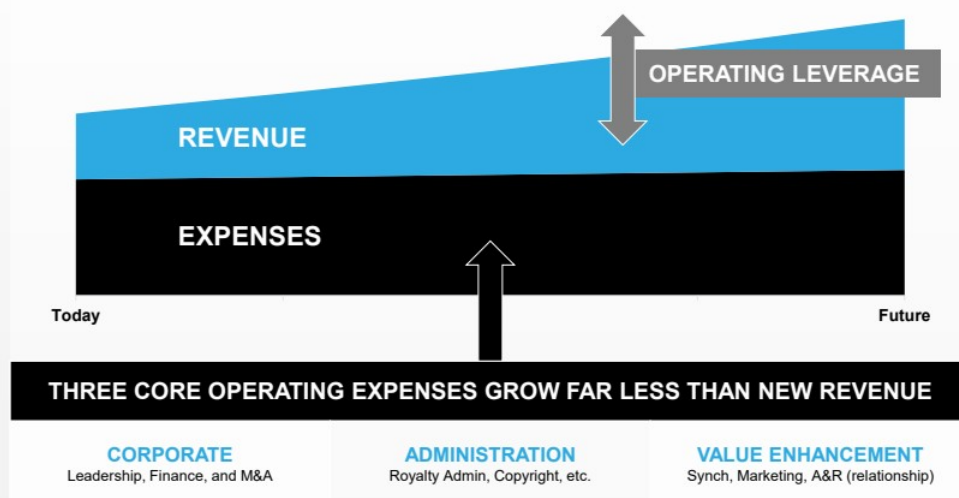 OPERATING LEVERAGE
REVENUE
EXPENSES
Today
Future
THREE CORE OPERATING EXPENSES GROW FAR LESS THAN NEW REVENUE
CORPORATE
Leadership, Finance, and M&A
ADMINISTRATION
Royalty Admin, Copyright, etc.
VALUE ENHANCEMENT
Synch, Marketing, A&R (relationship)